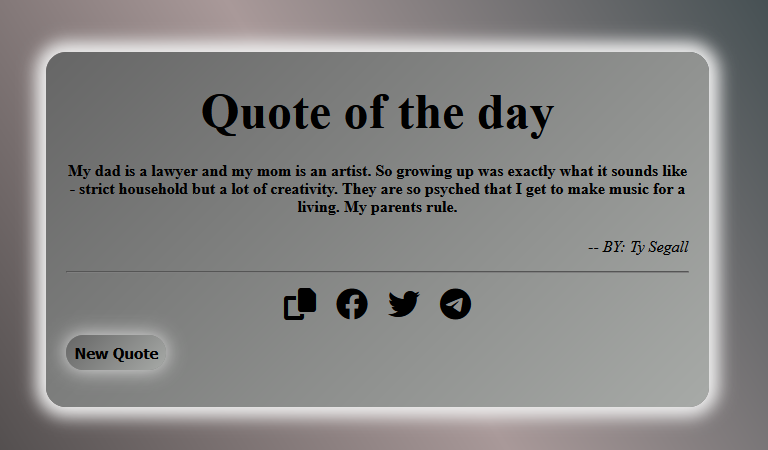 Quote of the day
My dad is a lawyer and my mom is an artist. So growing up was exactly what it sounds like
- strict household but a lot of creativity. They are so psyched that I get to make music for a
living. My parents rule.
-- BY: Ty Segall
New Quote